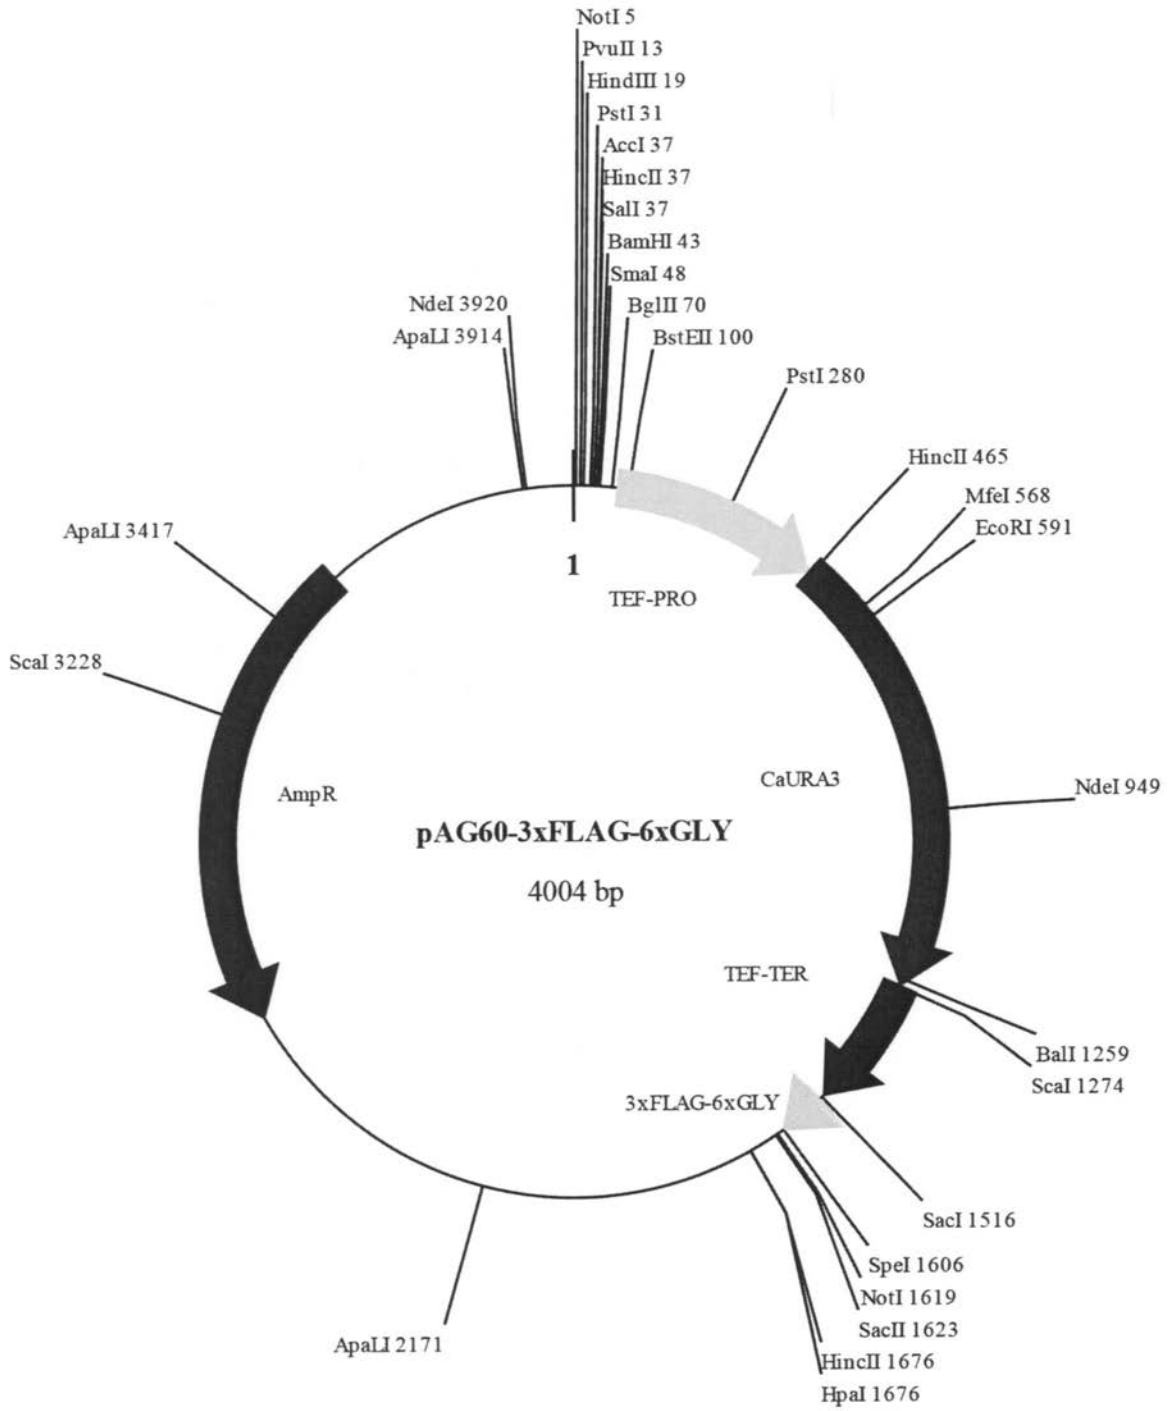 NotI 5
PvuII 13
HindIII 19
PstI 31
AccI 37
HincII 37
SalI 37
BamHI 43
SmaI 48
BglII 70
BstEII 100
NdeI 3920
ApaLI 3914
PstI 280
HincII 465
MfeI 568
EcoRI 591
ApaLI 3417
1
TEF-PRO
ScaI 3228
CaURA3
NdeI 949
AmpR
pAG60-3xFLAG-6xGLY
4004 bp
TEF-TER
BalI 1259
ScaI 1274
3xFLAG-6xGLY
SacI 1516
SpeI 1606
NotI 1619
SacII 1623
ApaLI 2171
HincII 1676
HpaI 1676